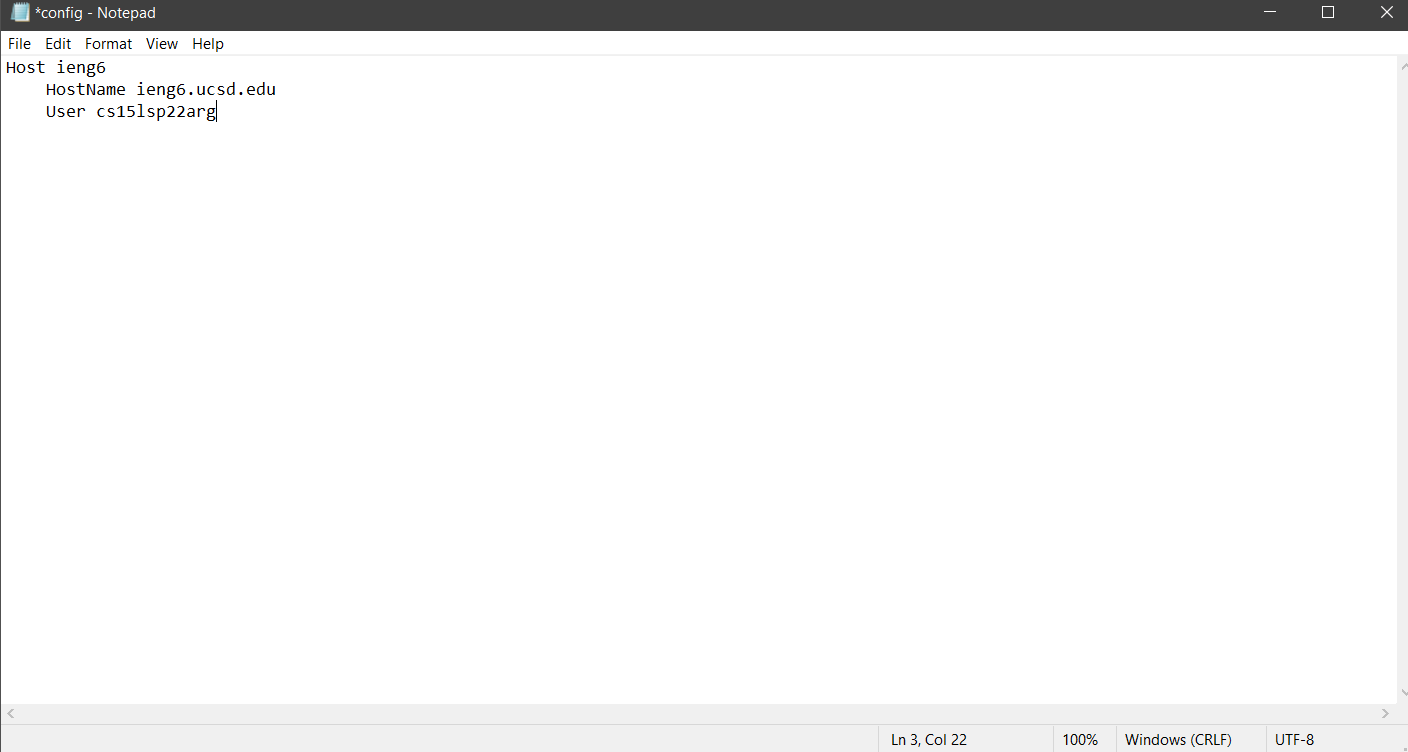 *config - Notepad
File Edit Format View Help
Host ieng6
    HostName ieng6.ucsd.edu
    User cs15lsp22arg
Ln 3, Col 22 100% Windows (CRLF) UTF-8